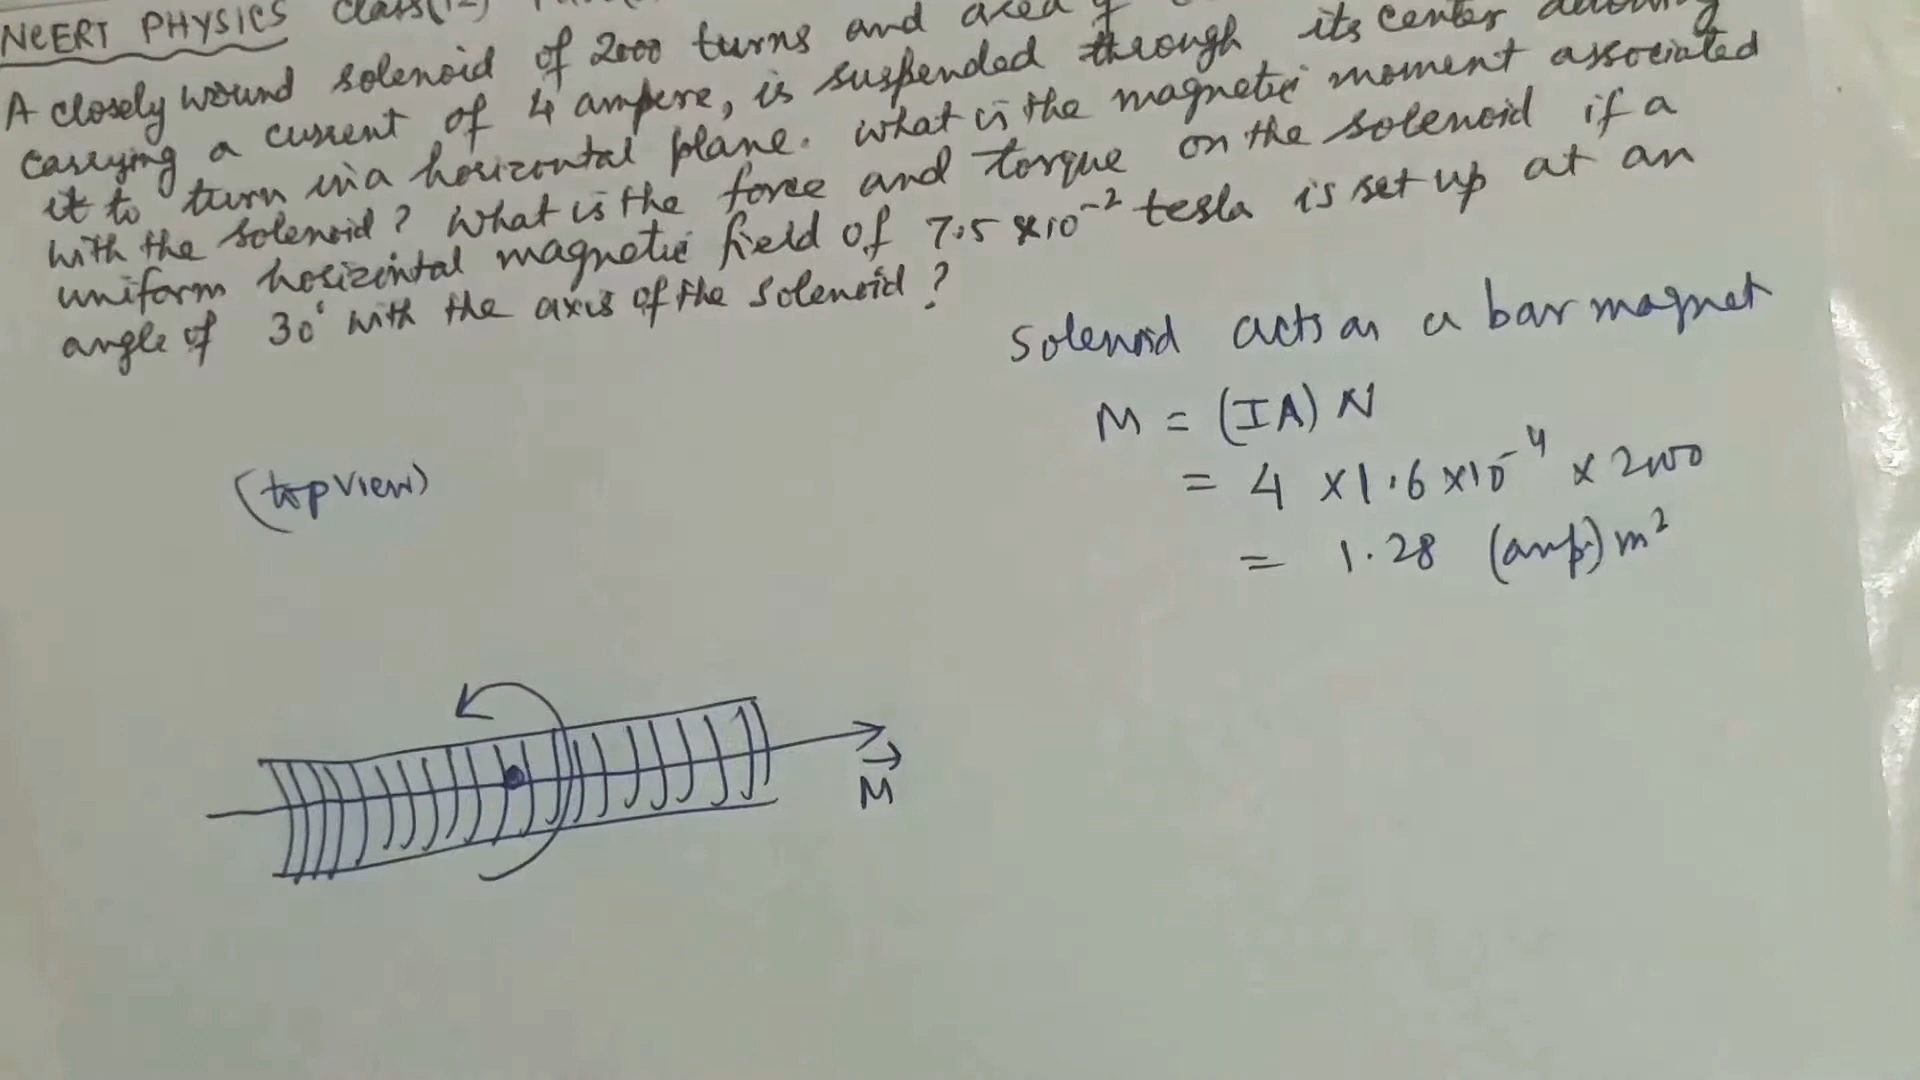 NCERT PHYSICS Class(12)
A closely wound solenoid of 2000 turns and area of
carrying a current of 4 ampere, is suspended through its center allowing
it to turn in a horizontal plane. What is the magnetic moment associated
with the solenoid? What is the force and torque on the solenoid if a
uniform horizontal magnetic field of 7.5 × 10⁻² tesla is set up at an
angle of 30° with the axis of the solenoid?
Solenoid acts as a bar magnet
M = (IA) N
= 4 × 1.6 × 10⁻⁴ × 2000
= 1.28 (amp.) m²
(top view)
M